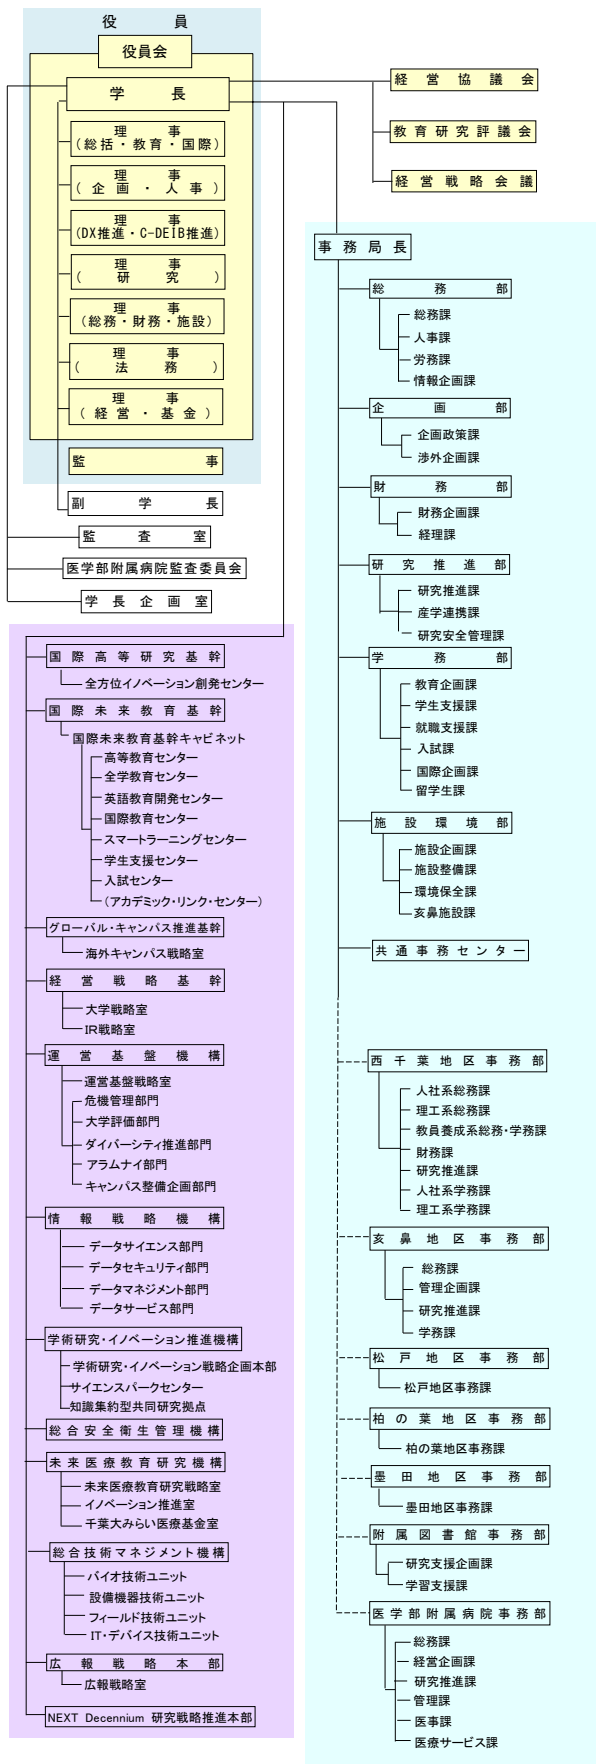 役員
役員会
学長
理事
(総括・教育・国際)
理事
(企画・人事)
理事
(DX推進・C-DEIB推進)
理事
(研究)
理事
(総務・財務・施設)
理事
(法務)
理事
(経営・基金)
監事
副学長
監査室
医学部附属病院監査委員会
学長企画室
経営協議会
教育研究評議会
経営戦略会議
国際高等研究基幹
全方位イノベーション創発センター
国際未来教育基幹
国際未来教育基幹キャビネット
高等教育センター
全学教育センター
英語教育開発センター
国際教育センター
スマートラーニングセンター
学生支援センター
入試センター
(アカデミック・リンク・センター)
グローバル・キャンパス推進基幹
海外キャンパス戦略室
経営戦略基幹
大学戦略室
IR戦略室
運営基盤機構
運営基盤戦略室
危機管理部門
大学評価部門
ダイバーシティ推進部門
アラムナイ部門
キャンパス整備企画部門
情報戦略機構
データサイエンス部門
データセキュリティ部門
データマネジメント部門
データサービス部門
学術研究・イノベーション推進機構
学術研究・イノベーション戦略企画本部
サイエンスパークセンター
知識集約型共同研究拠点
総合安全衛生管理機構
未来医療教育研究機構
未来医療教育研究戦略室
イノベーション推進室
千葉大みらい医療基金室
総合技術マネジメント機構
バイオ技術ユニット
設備機器技術ユニット
フィールド技術ユニット
IT・デバイス技術ユニット
広報戦略本部
広報戦略室
NEXT Decennium 研究戦略推進本部
事務局長
総務部
総務課
人事課
労務課
情報企画課
企画部
企画政策課
渉外企画課
財務部
財務企画課
経理課
研究推進部
研究推進課
産学連携課
研究安全管理課
学務部
教育企画課
学生支援課
就職支援課
入試課
国際企画課
留学生課
施設環境部
施設企画課
施設整備課
環境保全課
亥鼻施設課
共通事務センター
西千葉地区事務部
人社系総務課
理工系総務課
教員養成系総務・学務課
財務課
研究推進課
人社系学務課
理工系学務課
亥鼻地区事務部
総務課
管理企画課
研究推進課
学務課
松戸地区事務部
松戸地区事務課
柏の葉地区事務部
柏の葉地区事務課
墨田地区事務部
墨田地区事務課
附属図書館事務部
研究支援企画課
学習支援課
医学部附属病院事務部
総務課
経営企画課
研究推進課
管理課
医事課
医療サービス課